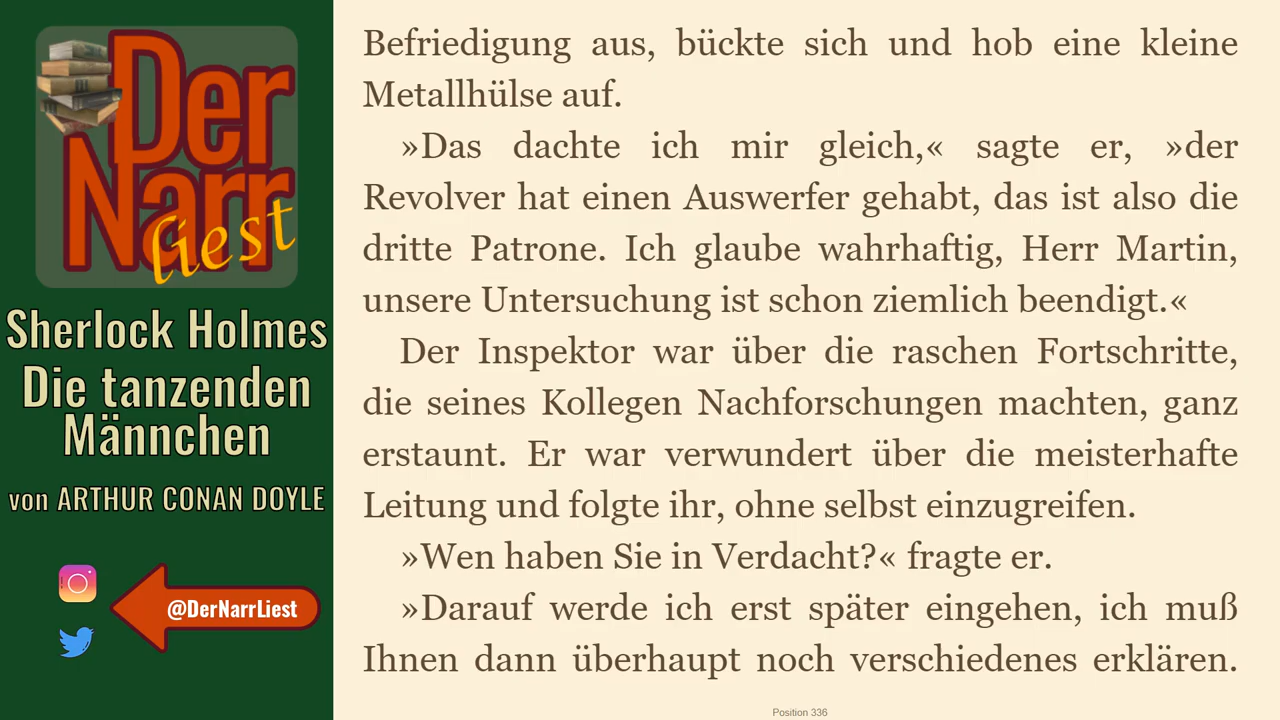 Der
Narr
liest
Sherlock Holmes
Die tanzenden
Männchen
von ARTHUR CONAN DOYLE
@DerNarrLiest
Befriedigung aus, bückte sich und hob eine kleine
Metallhülse auf.
»Das dachte ich mir gleich,« sagte er, »der
Revolver hat einen Auswerfer gehabt, das ist also die
dritte Patrone. Ich glaube wahrhaftig, Herr Martin,
unsere Untersuchung ist schon ziemlich beendigt.«
Der Inspektor war über die raschen Fortschritte,
die seines Kollegen Nachforschungen machten, ganz
erstaunt. Er war verwundert über die meisterhafte
Leitung und folgte ihr, ohne selbst einzugreifen.
»Wen haben Sie in Verdacht?« fragte er.
»Darauf werde ich erst später eingehen, ich muß
Ihnen dann überhaupt noch verschiedenes erklären.
Position 336